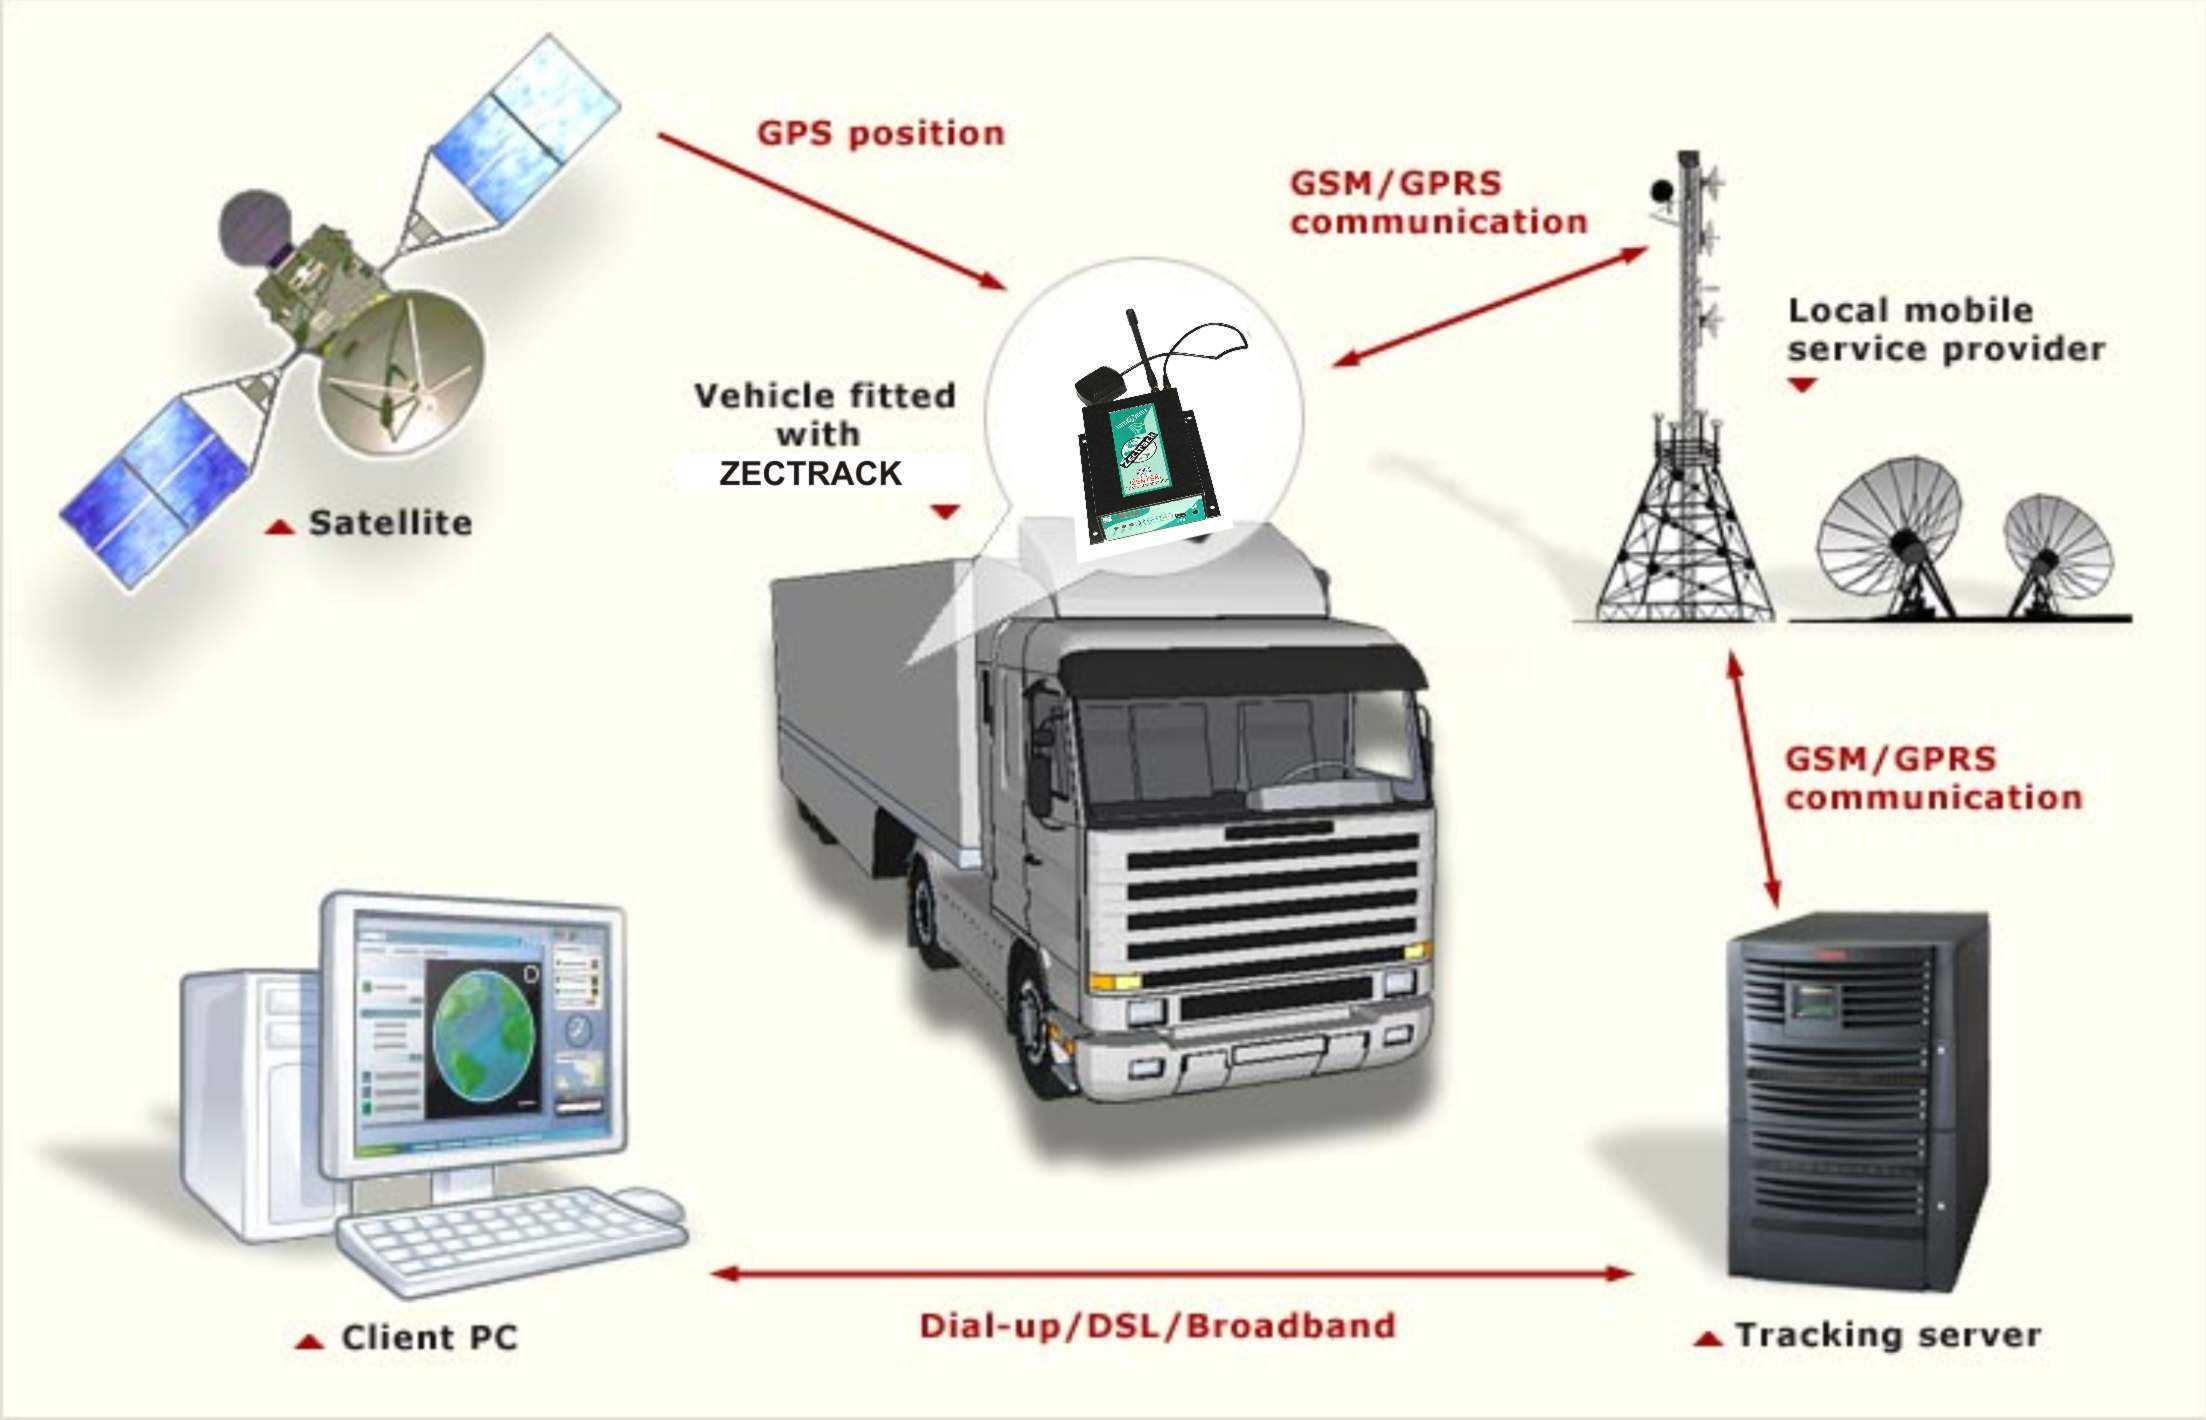 GPS position
GSM/GPRS
communication
Local mobile
service provider
Vehicle fitted
with
ZECTRACK
Satellite
GSM/GPRS
communication
Client PC
Dial-up/DSL/Broadband
Tracking server